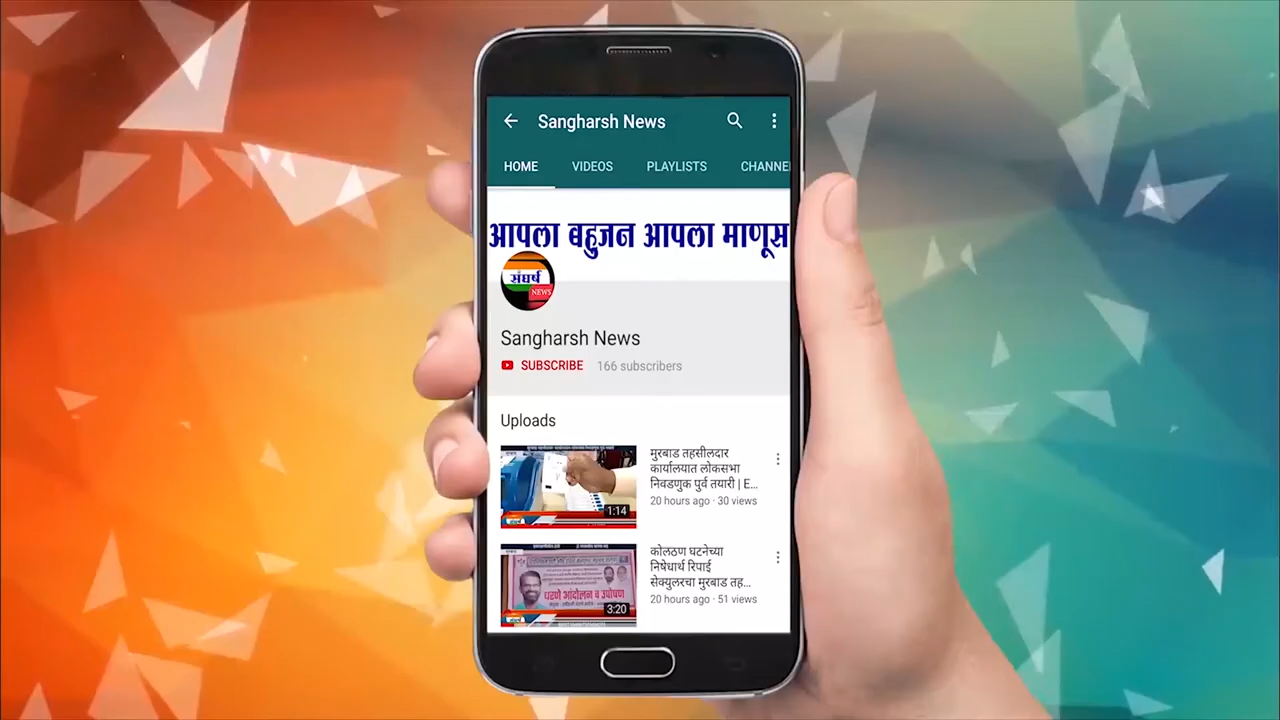 Sangharsh News
HOME VIDEOS PLAYLISTS CHANNE
आपला बहुजन आपला माणूस
संघर्ष
NEWS
Sangharsh News
SUBSCRIBE 166 subscribers
Uploads
मुरबाड तहसीलदार
कार्यालयात लोकसभा
निवडणुक पुर्व तयारी | E...
20 hours ago · 30 views
1:14
कोलठण घटनेच्या
निषेधार्थ रिपाई
सेक्युलरचा मुरबाड तह...
20 hours ago · 51 views
धरणे आंदोलन व उपोषण
3:20